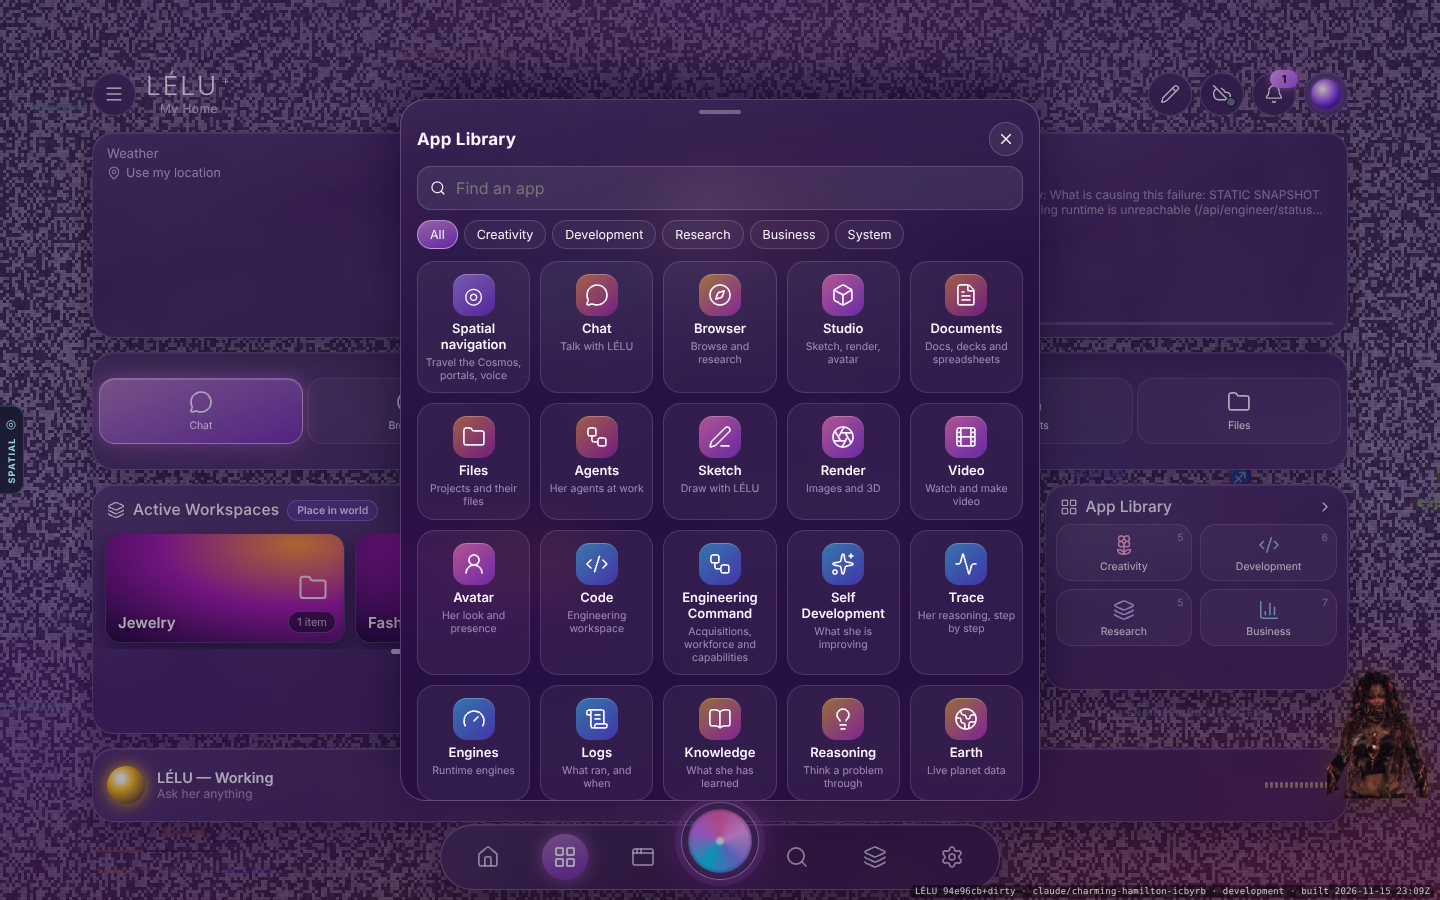 LÉLU
My Home
1
Weather
Use my location
What is causing this failure: STATIC SNAPSHOT
runtime is unreachable (/api/engineer/status...
App Library
Find an app
All
Creativity
Development
Research
Business
System
Spatial
navigation
Travel the Cosmos,
portals, voice
Chat
Talk with LÉLU
Browser
Browse and
research
Studio
Sketch, render,
avatar
Documents
Docs, decks and
spreadsheets
Files
Projects and their
files
Agents
Her agents at work
Sketch
Draw with LÉLU
Render
Images and 3D
Video
Watch and make
video
Avatar
Her look and
presence
Code
Engineering
workspace
Engineering
Command
Acquisitions,
workforce and
capabilities
Self
Development
What she is
improving
Trace
Her reasoning, step
by step
Engines
Runtime engines
Logs
What ran, and
when
Knowledge
What she has
learned
Reasoning
Think a problem
through
Earth
Live planet data
Chat
Files
SPATIAL
Active Workspaces
Place in world
Jewelry
1 item
App Library
Creativity
5
Development
6
Research
5
Business
7
LÉLU — Working
Ask her anything
LÉLU 94e96cb+dirty · claude/charming-hamilton-icbyrb · development · built 2026-11-15 23:09Z